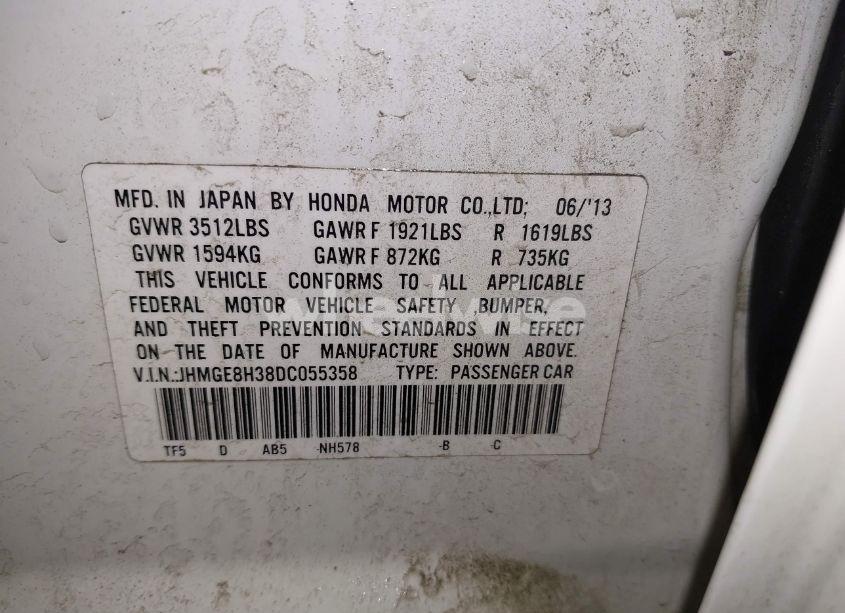 MFD. IN JAPAN BY HONDA MOTOR CO.,LTD; 06/'13
GVWR 3512LBS GAWR F 1921LBS R 1619LBS
GVWR 1594KG GAWR F 872KG R 735KG
THIS VEHICLE CONFORMS TO ALL APPLICABLE
FEDERAL MOTOR VEHICLE SAFETY ,BUMPER,
AND THEFT PREVENTION STANDARDS IN EFFECT
ON THE DATE OF MANUFACTURE SHOWN ABOVE.
V.I.N.:JHMGE8H38DC055358 TYPE: PASSENGER CAR
TF5 D AB5 -NH578 -B -C